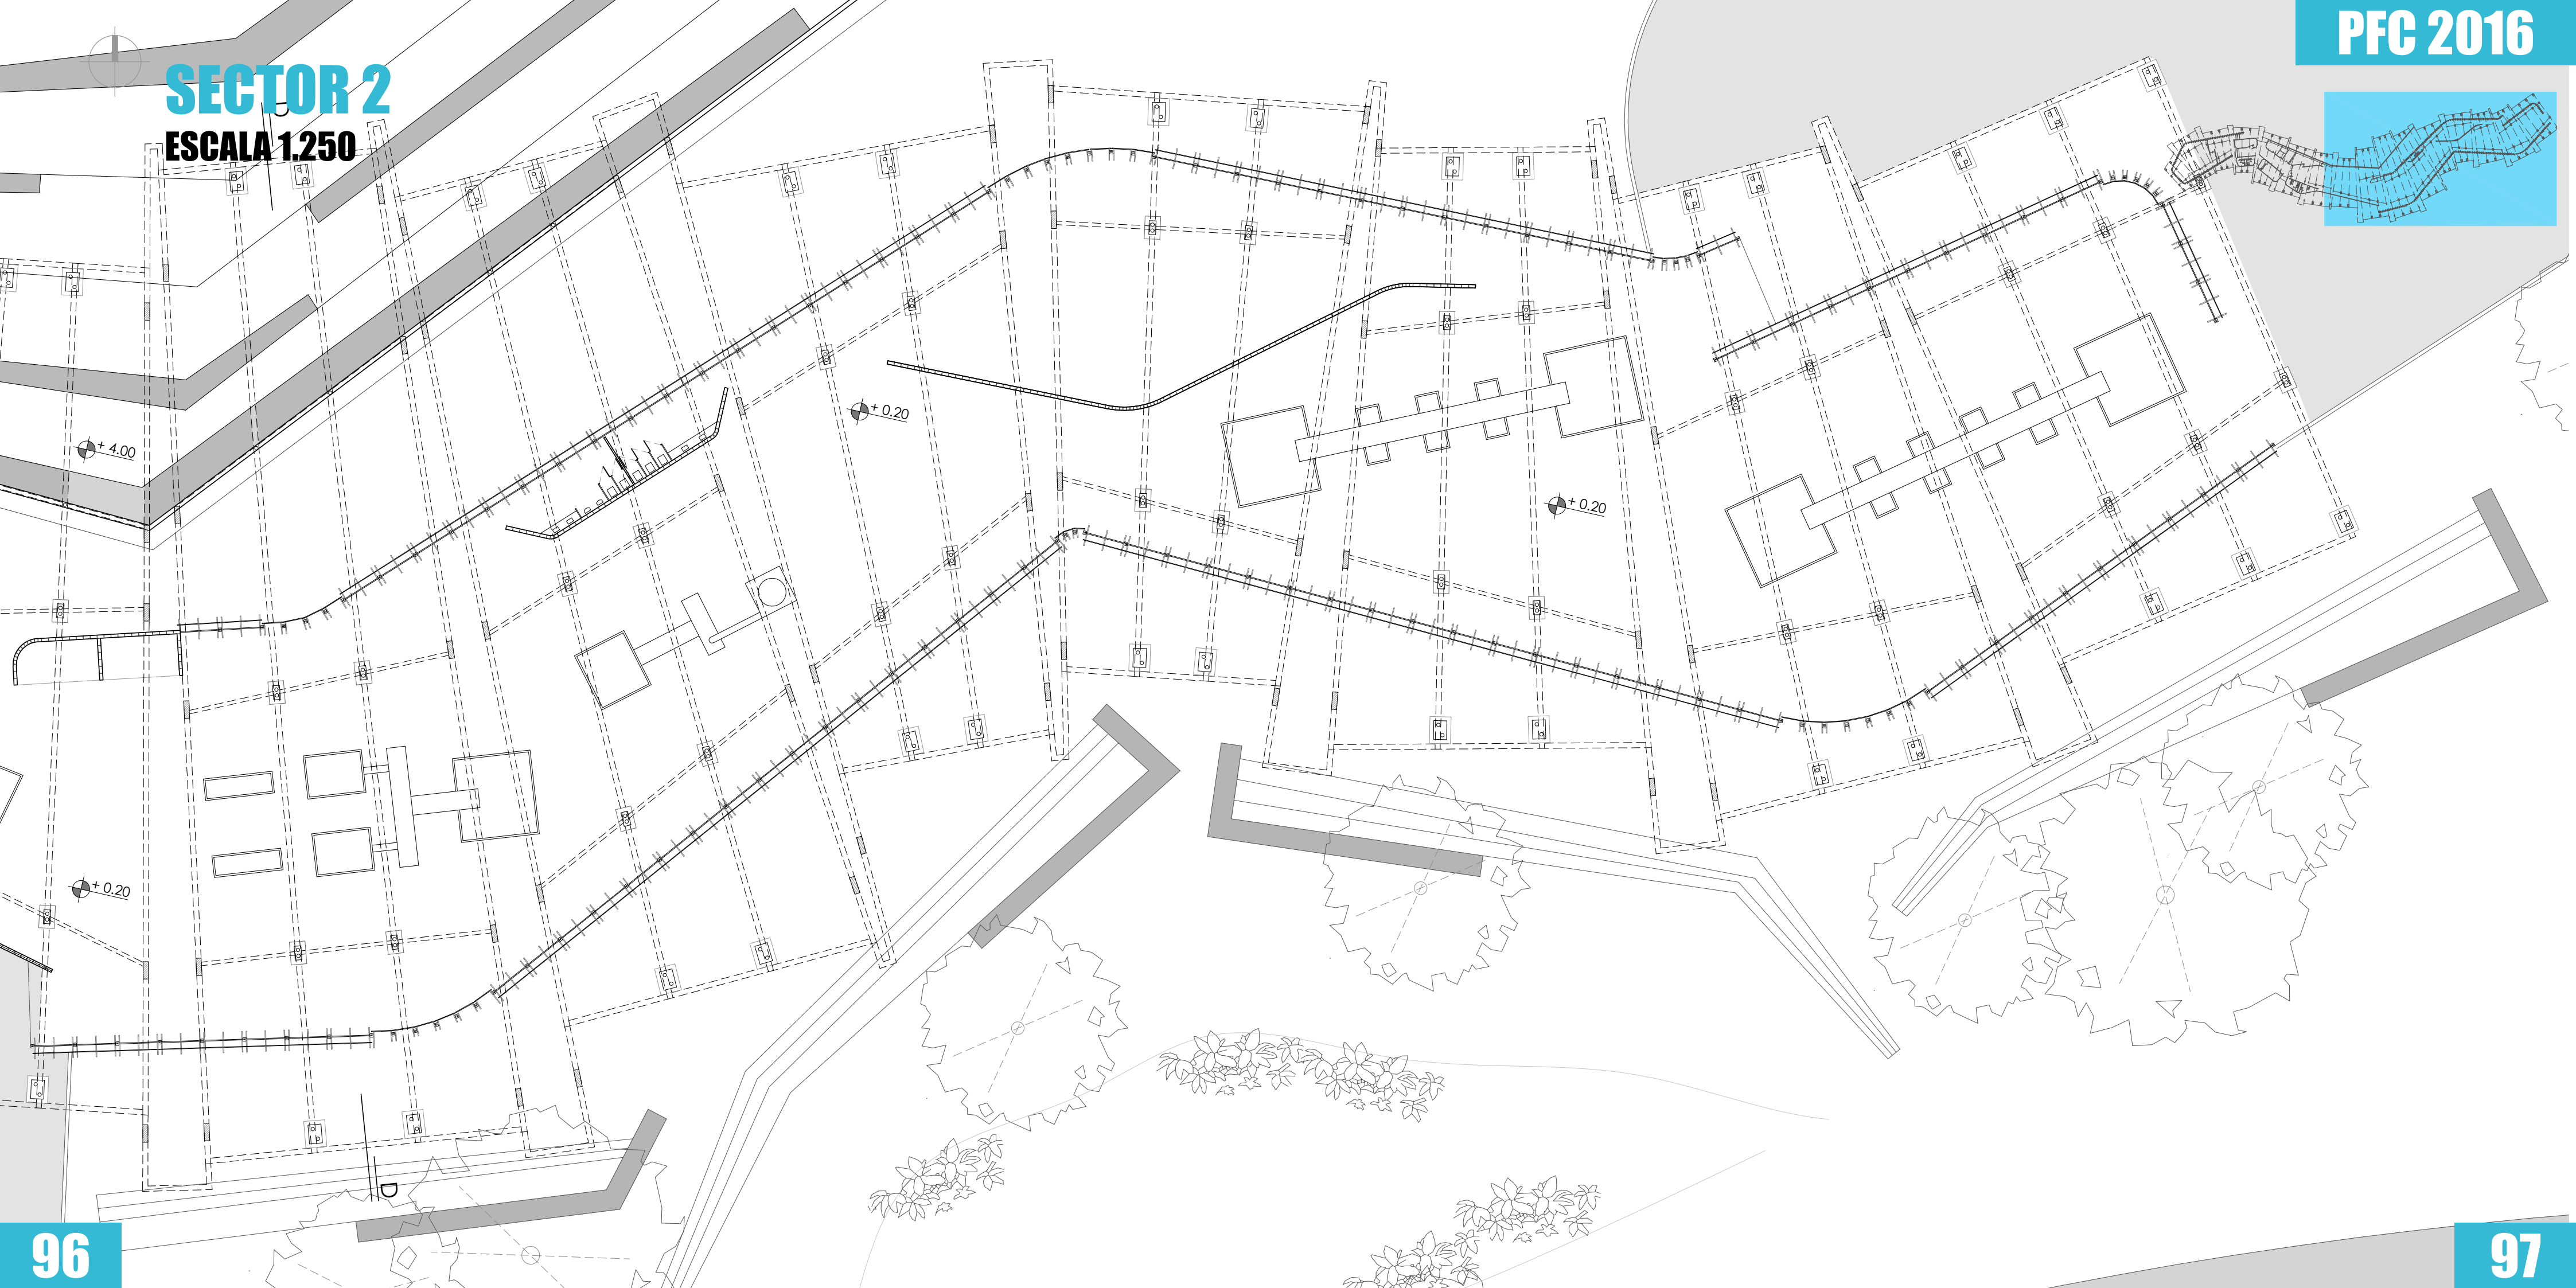 PFC 2016
SECTOR 2
D
ESCALA 1.250
+ 0.20
+ 4.00
+ 0.20
+ 0.20
D
96
97